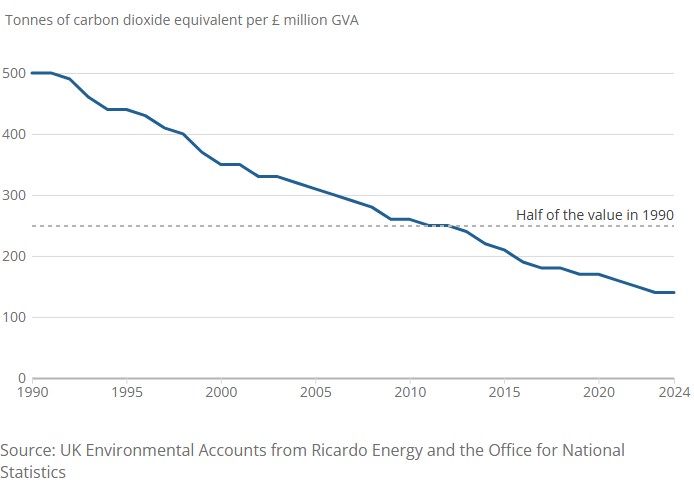 Tonnes of carbon dioxide equivalent per £ million GVA
500
400
300
Half of the value in 1990
200
100
0
1990 1995 2000 2005 2010 2015 2020 2024
Source: UK Environmental Accounts from Ricardo Energy and the Office for National
Statistics